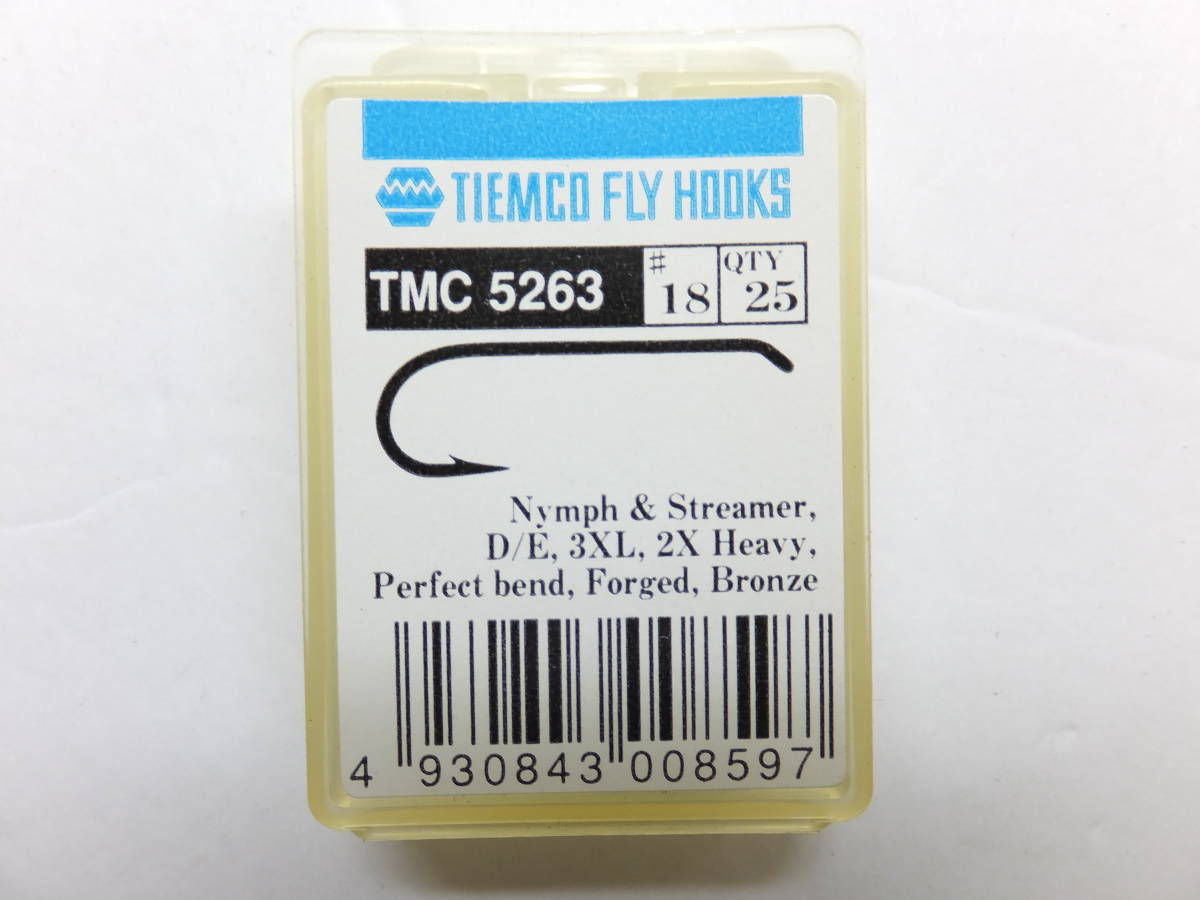 TIEMCO FLY HOOKS
TMC 5263 # 18 QTY 25
Nymph & Streamer,
D/E, 3XL, 2X Heavy,
Perfect bend, Forged, Bronze
4 930843 008597